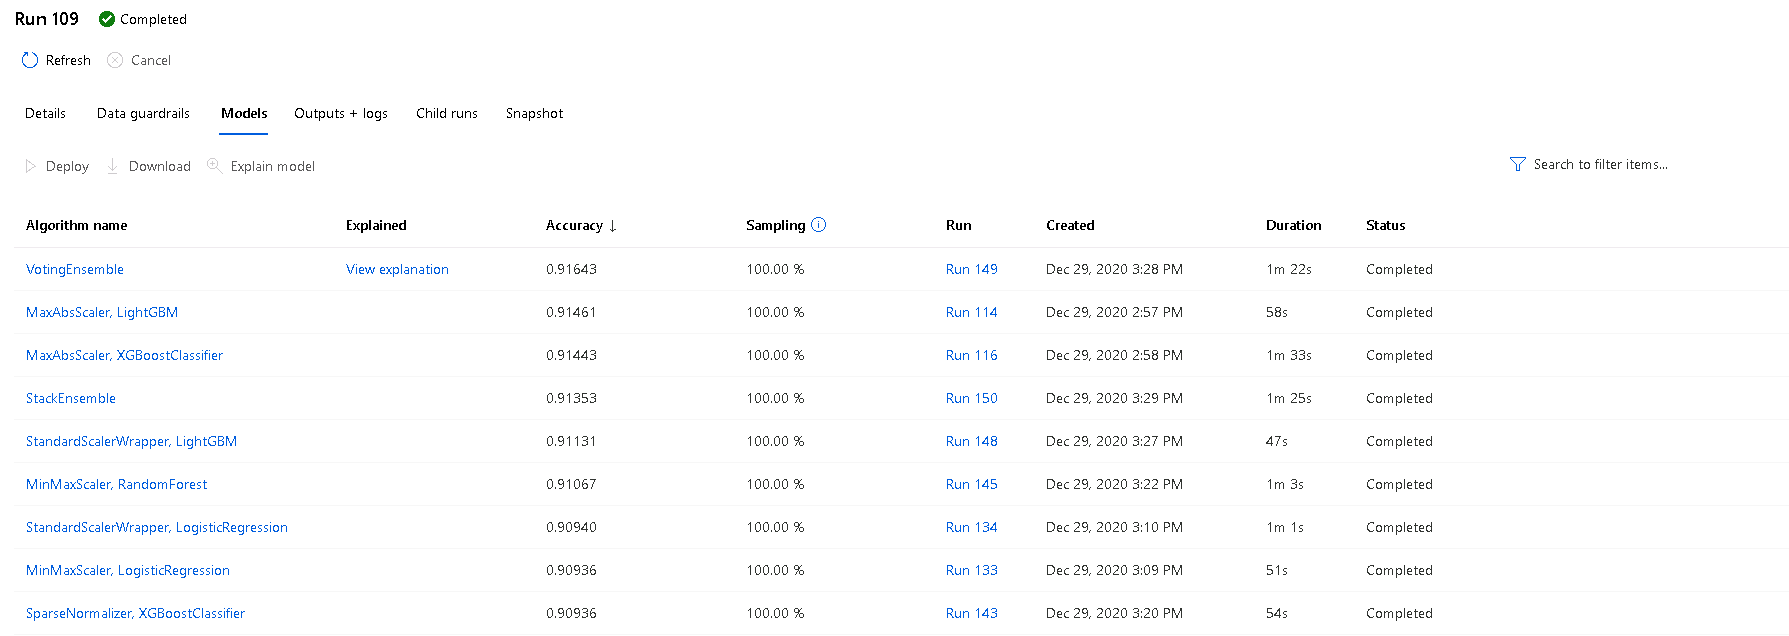 Run 109 Completed
Refresh Cancel
Details Data guardrails Models Outputs + logs Child runs Snapshot
Deploy Download Explain model Search to filter items...
Algorithm name Explained Accuracy ↓ Sampling Run Created Duration Status
VotingEnsemble View explanation 0.91643 100.00 % Run 149 Dec 29, 2020 3:28 PM 1m 22s Completed
MaxAbsScaler, LightGBM 0.91461 100.00 % Run 114 Dec 29, 2020 2:57 PM 58s Completed
MaxAbsScaler, XGBoostClassifier 0.91443 100.00 % Run 116 Dec 29, 2020 2:58 PM 1m 33s Completed
StackEnsemble 0.91353 100.00 % Run 150 Dec 29, 2020 3:29 PM 1m 25s Completed
StandardScalerWrapper, LightGBM 0.91131 100.00 % Run 148 Dec 29, 2020 3:27 PM 47s Completed
MinMaxScaler, RandomForest 0.91067 100.00 % Run 145 Dec 29, 2020 3:22 PM 1m 3s Completed
StandardScalerWrapper, LogisticRegression 0.90940 100.00 % Run 134 Dec 29, 2020 3:10 PM 1m 1s Completed
MinMaxScaler, LogisticRegression 0.90936 100.00 % Run 133 Dec 29, 2020 3:09 PM 51s Completed
SparseNormalizer, XGBoostClassifier 0.90936 100.00 % Run 143 Dec 29, 2020 3:20 PM 54s Completed